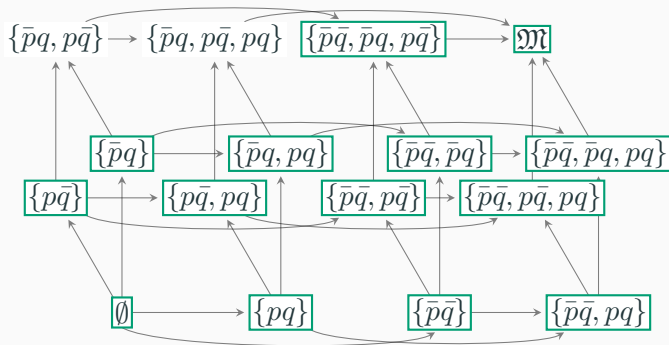 {p̄q, pq̄} {p̄q, pq̄, pq} {p̄q̄, p̄q, pq̄} 𝔐
{p̄q} {p̄q, pq} {p̄q̄, p̄q} {p̄q̄, p̄q, pq}
{pq̄} {pq̄, pq} {p̄q̄, pq̄} {p̄q̄, pq̄, pq}
∅ {pq} {p̄q̄} {p̄q̄, pq}